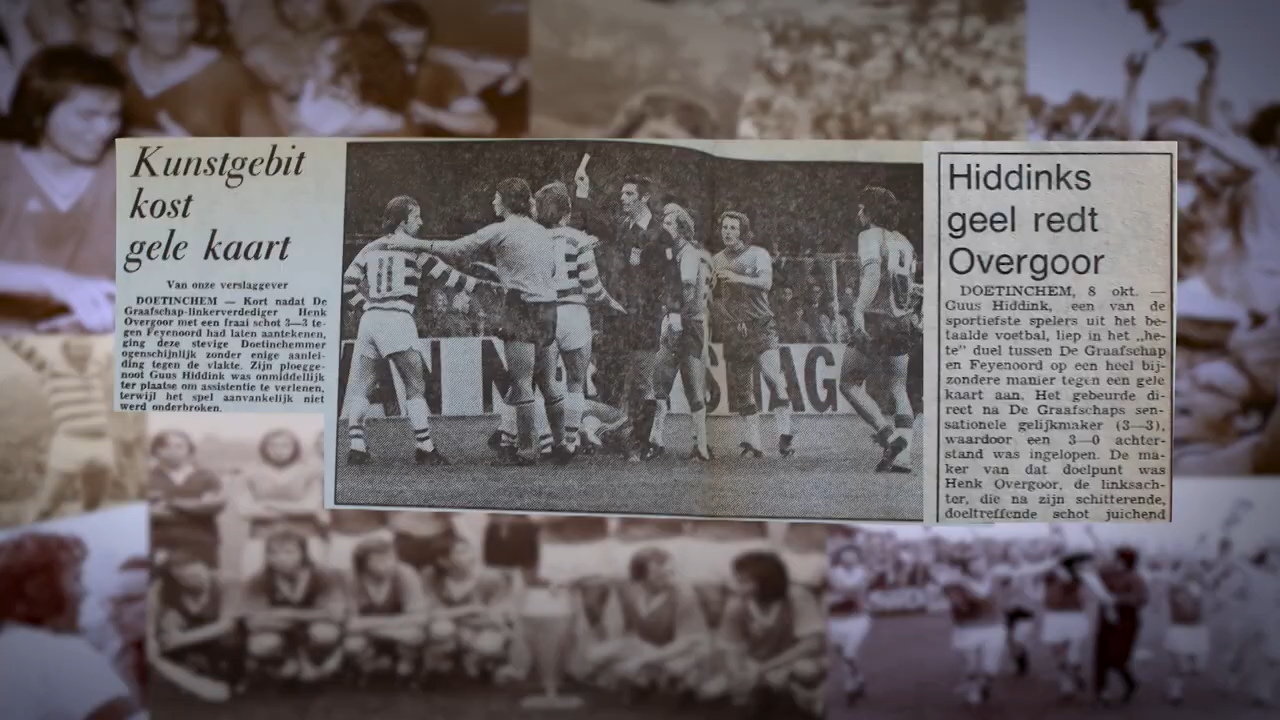 Kunstgebit
kost
gele kaart
Van onze verslaggever
DOETINCHEM — Kort nadat De
Graafschap-linkerverdediger Henk
Overgoor met een fraai schot 3—3 te-
gen Feyenoord had laten aantekenen,
ging deze stevige Doetinchemmer
ogenschijnlijk zonder enige aanlei-
ding tegen de vlakte. Zijn ploegge-
noot Guus Hiddink was onmiddellijk
ter plaatse om assistentie te verlenen,
terwijl het spel aanvankelijk niet
werd onderbroken.
11
N
N
SLAG
Hiddinks
geel redt
Overgoor
DOETINCHEM, 8 okt. —
Guus Hiddink, een van de
sportiefste spelers uit het be-
taalde voetbal, liep in het „he-
te" duel tussen De Graafschap
en Feyenoord op een heel bij-
zondere manier tegen een gele
kaart aan. Het gebeurde di-
rect na De Graafschaps sen-
sationele gelijkmaker (3—3),
waardoor een 3—0 achter-
stand was ingelopen. De ma-
ker van dat doelpunt was
Henk Overgoor, de linksach-
ter, die na zijn schitterende,
doeltreffende schot juichend